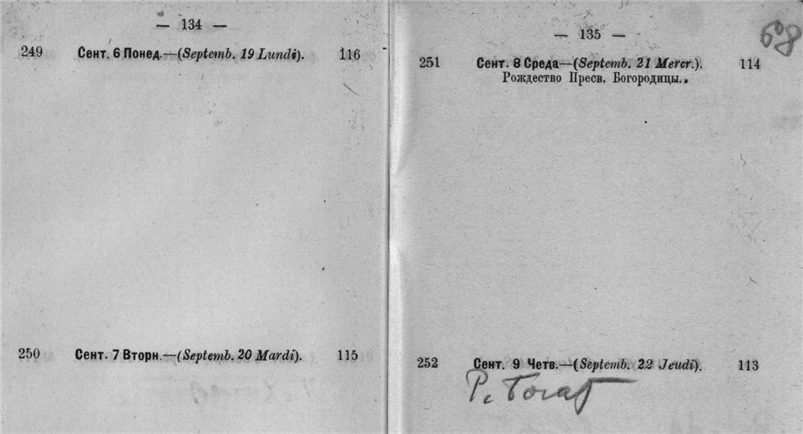 — 134 —
249 Сент. 6 Понед.—(Septemb. 19 Lundi). 116
250 Сент. 7 Вторн.—(Septemb. 20 Mardi). 115
— 135 —
608
251 Сент. 8 Среда—(Septemb. 21 Mercr.). 114
Рождество Пресв. Богородицы.
252 Сент. 9 Четв.—(Septemb. 22 Jeudi). 113